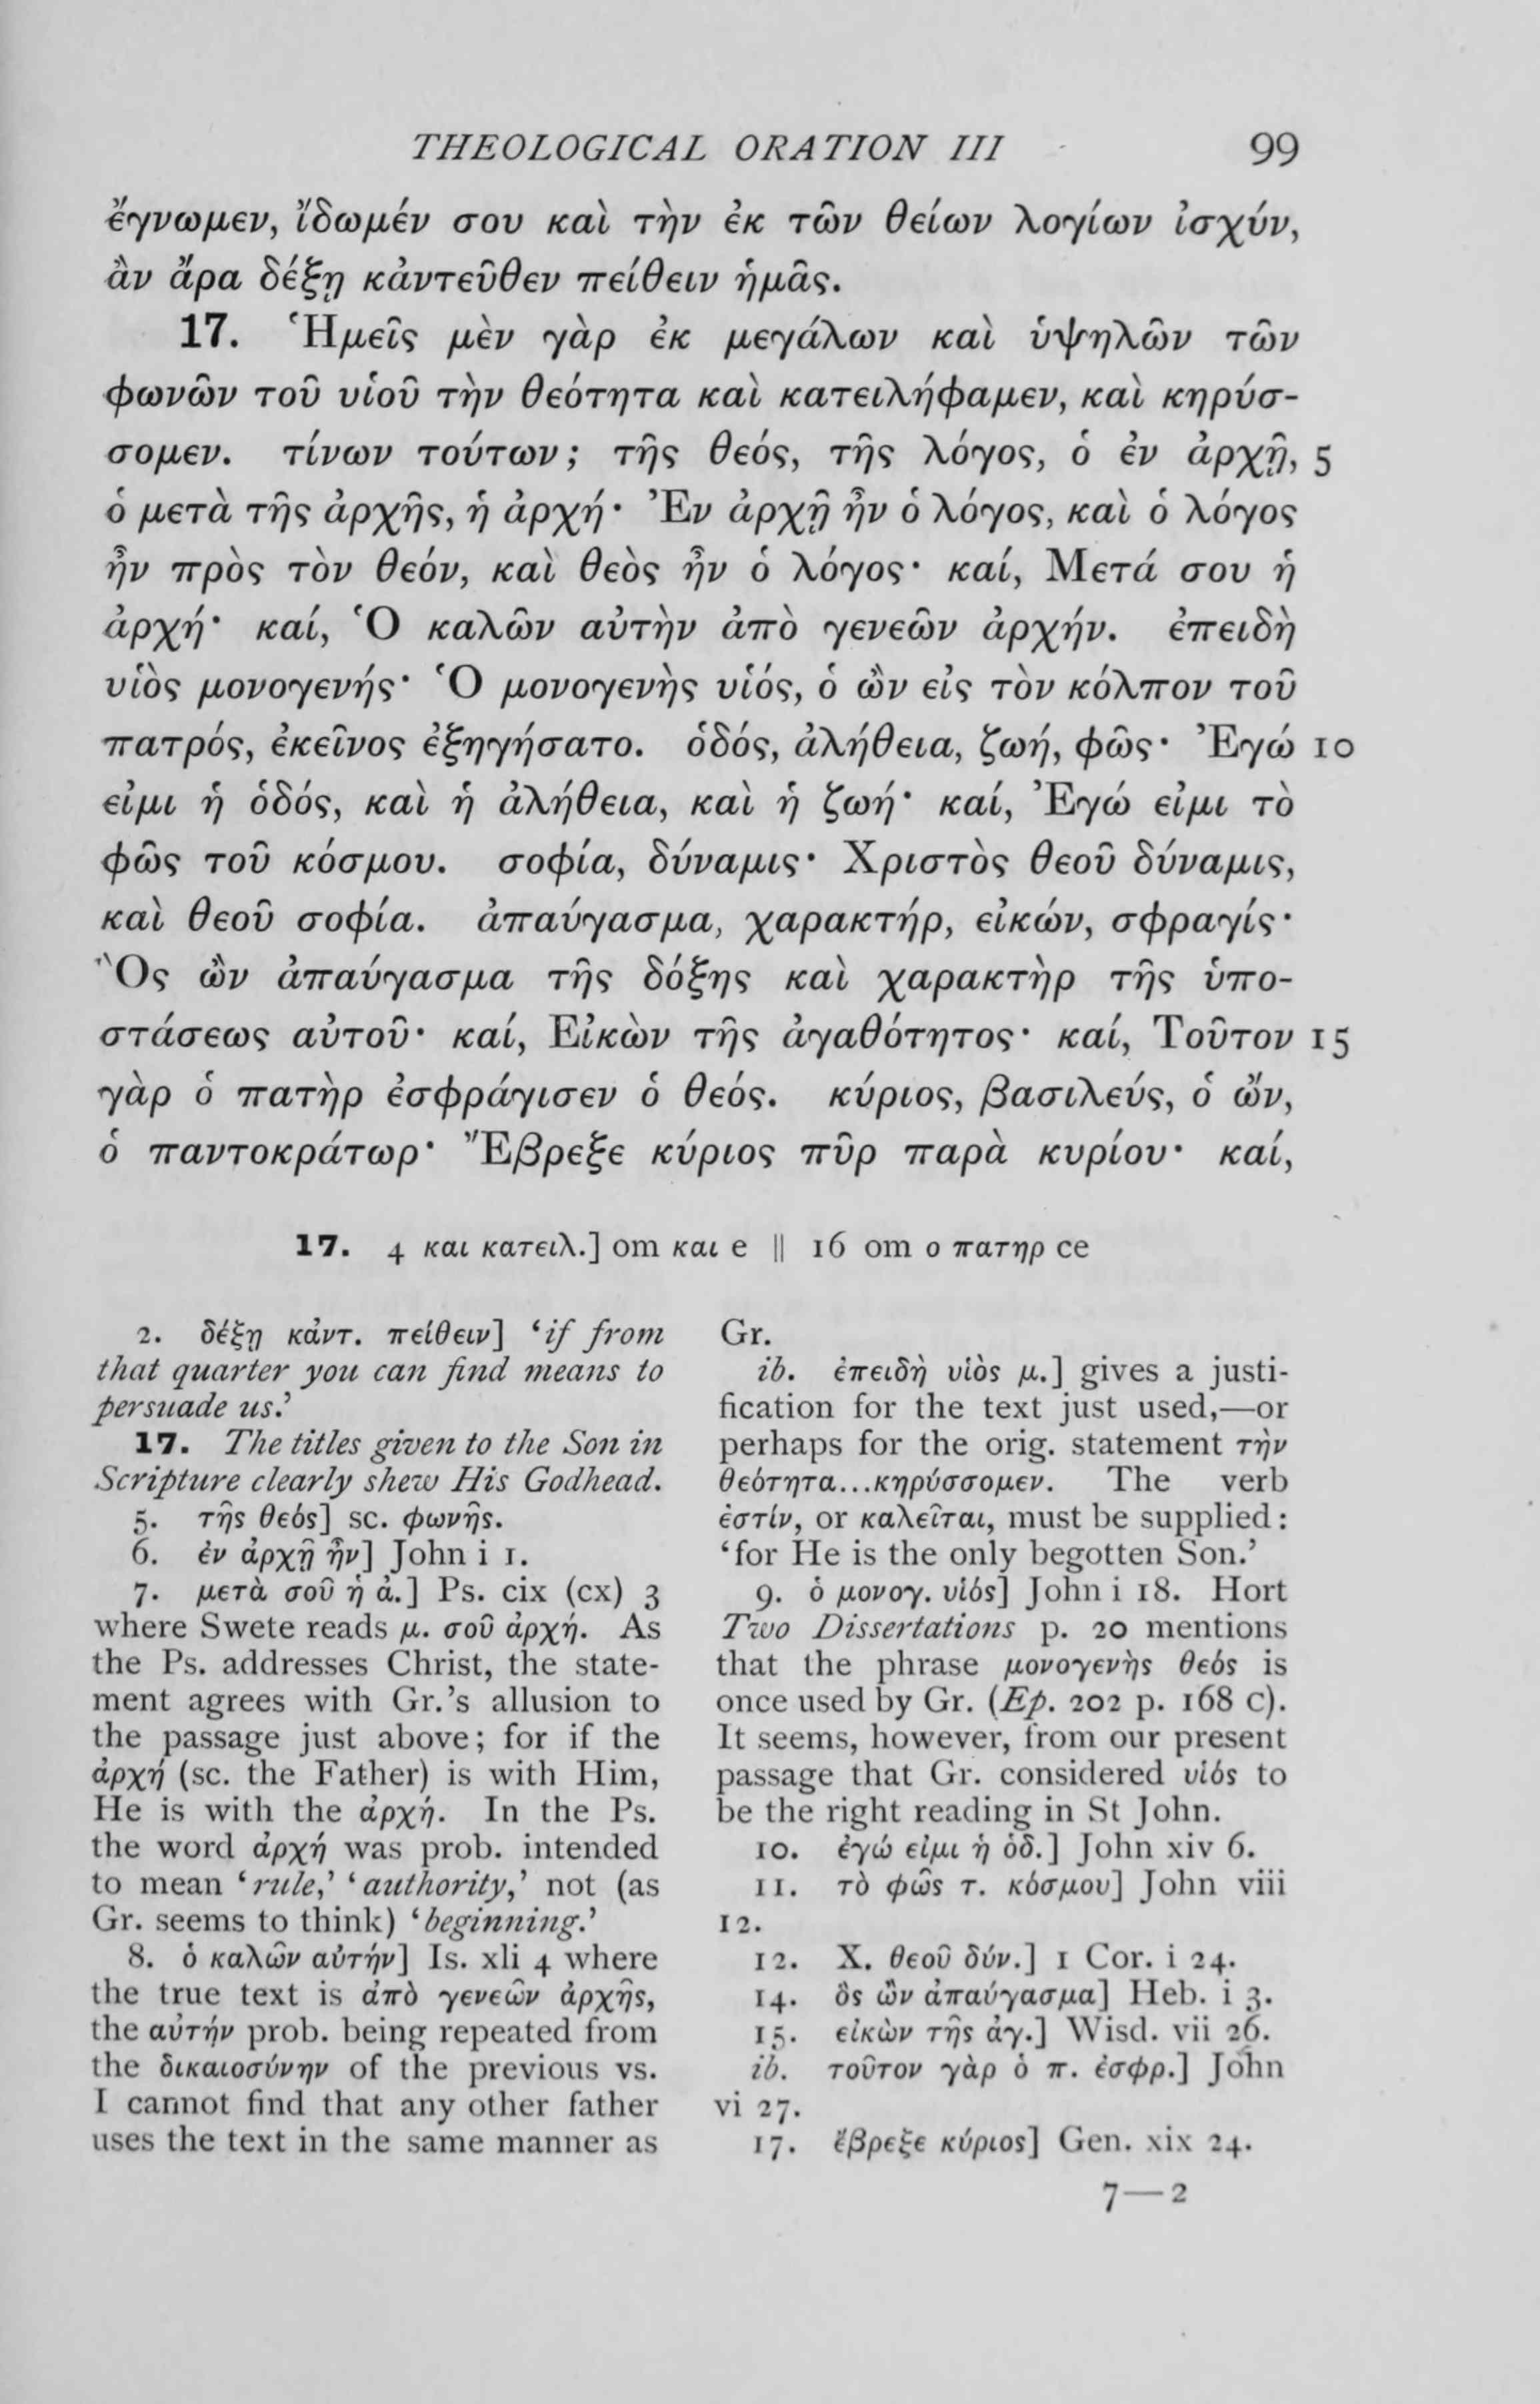 THEOLOGICAL ORATION III 99
ἔγνωμεν, ἴδωμέν σου καὶ τὴν ἐκ τῶν θείων λογίων ἰσχύν,
ἂν ἄρα δέξῃ κἀντεῦθεν πείθειν ἡμᾶς.
17. Ἡμεῖς μὲν γὰρ ἐκ μεγάλων καὶ ὑψηλῶν τῶν
φωνῶν τοῦ υἱοῦ τὴν θεότητα καὶ κατειλήφαμεν, καὶ κηρύσ-
σομεν. τίνων τούτων; τῆς θεός, τῆς λόγος, ὁ ἐν ἀρχῇ, 5
ὁ μετὰ τῆς ἀρχῆς, ἡ ἀρχή· Ἐν ἀρχῇ ἦν ὁ λόγος, καὶ ὁ λόγος
ἦν πρὸς τὸν θεόν, καὶ θεὸς ἦν ὁ λόγος· καί, Μετά σου ἡ
ἀρχή· καί, Ὁ καλῶν αὐτὴν ἀπὸ γενεῶν ἀρχήν. ἐπειδὴ
υἱὸς μονογενής· Ὁ μονογενὴς υἱός, ὁ ὢν εἰς τὸν κόλπον τοῦ
πατρός, ἐκεῖνος ἐξηγήσατο. ὁδός, ἀλήθεια, ζωή, φῶς· Ἐγώ 10
εἰμι ἡ ὁδός, καὶ ἡ ἀλήθεια, καὶ ἡ ζωή· καί, Ἐγώ εἰμι τὸ
φῶς τοῦ κόσμου. σοφία, δύναμις· Χριστὸς θεοῦ δύναμις,
καὶ θεοῦ σοφία. ἀπαύγασμα, χαρακτήρ, εἰκών, σφραγίς·
Ὃς ὢν ἀπαύγασμα τῆς δόξης καὶ χαρακτὴρ τῆς ὑπο-
στάσεως αὐτοῦ· καί, Εἰκὼν τῆς ἀγαθότητος· καί, Τοῦτον 15
γὰρ ὁ πατὴρ ἐσφράγισεν ὁ θεός. κύριος, βασιλεύς, ὁ ὤν,
ὁ παντοκράτωρ· Ἔβρεξε κύριος πῦρ παρὰ κυρίου· καί,
17. 4 και κατειλ.] om και e || 16 om ο πατηρ ce
2. δέξῃ κἀντ. πείθειν] ‘if from
that quarter you can find means to
persuade us.’
17. The titles given to the Son in
Scripture clearly shew His Godhead.
5. τῆς θεός] sc. φωνῆς.
6. ἐν ἀρχῇ ἦν] John i 1.
7. μετὰ σοῦ ἡ ἀ.] Ps. cix (cx) 3
where Swete reads μ. σοῦ ἀρχή. As
the Ps. addresses Christ, the state-
ment agrees with Gr.'s allusion to
the passage just above; for if the
ἀρχή (sc. the Father) is with Him,
He is with the ἀρχή. In the Ps.
the word ἀρχή was prob. intended
to mean ‘rule,’ ‘authority,’ not (as
Gr. seems to think) ‘beginning.’
8. ὁ καλῶν αὐτήν] Is. xli 4 where
the true text is ἀπὸ γενεῶν ἀρχῆς,
the αὐτήν prob. being repeated from
the δικαιοσύνην of the previous vs.
I cannot find that any other father
uses the text in the same manner as
Gr.
ib. ἐπειδὴ υἱὸς μ.] gives a justi-
fication for the text just used,—or
perhaps for the orig. statement τὴν
θεότητα...κηρύσσομεν. The verb
ἐστίν, or καλεῖται, must be supplied:
‘for He is the only begotten Son.’
9. ὁ μονογ. υἱός] John i 18. Hort
Two Dissertations p. 20 mentions
that the phrase μονογενὴς θεός is
once used by Gr. (Ep. 202 p. 168 C).
It seems, however, from our present
passage that Gr. considered υἱός to
be the right reading in St John.
10. ἐγώ εἰμι ἡ ὁδ.] John xiv 6.
11. τὸ φῶς τ. κόσμου] John viii
12.
12. Χ. θεοῦ δύν.] 1 Cor. i 24.
14. ὃς ὢν ἀπαύγασμα] Heb. i 3.
15. εἰκὼν τῆς ἀγ.] Wisd. vii 26.
ib. τοῦτον γὰρ ὁ π. ἐσφρ.] John
vi 27.
17. ἔβρεξε κύριος] Gen. xix 24.
7—2